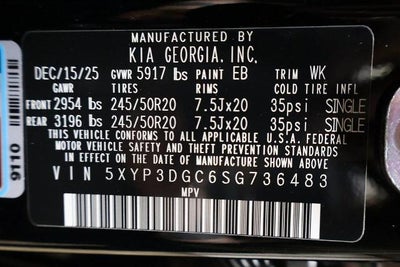 MANUFACTURED BY
KIA GEORGIA, INC.
DEC/15/25 GVWR 5917 lbs PAINT EB TRIM WK
GAWR TIRES RIMS COLD TIRE INFL
FRONT 2954 lbs 245/50R20 7.5Jx20 35psi SINGLE
REAR 3196 lbs 245/50R20 7.5Jx20 35psi SINGLE
THIS VEHICLE CONFORMS TO ALL APPLICABLE U.S.A. FEDERAL
MOTOR VEHICLE SAFETY AND THEFT PREVENTION STANDARDS
IN EFFECT ON THE DATE OF MANUFACTURE SHOWN ABOVE.
VIN 5XYP3DGC6SG736483
MPV
9110